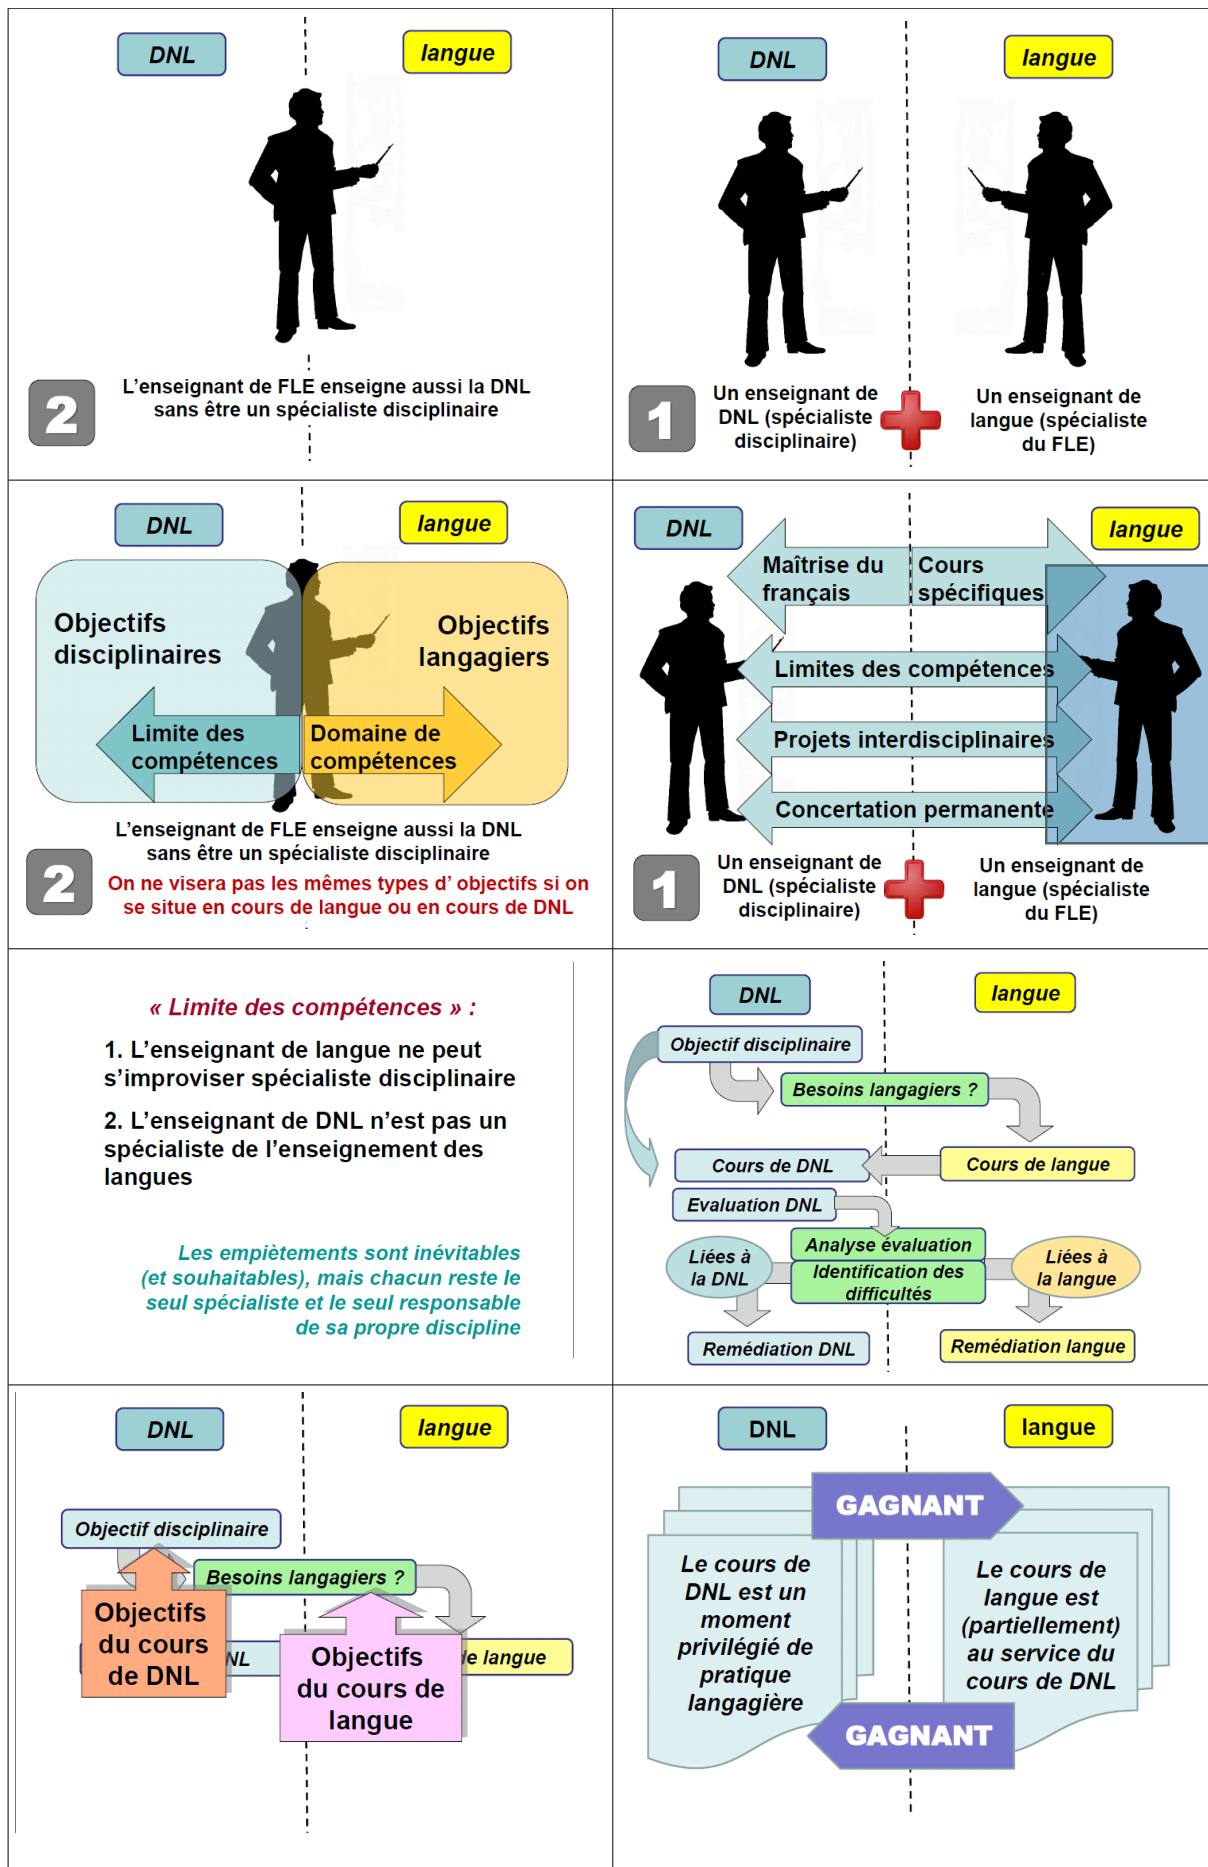 DNL
langue
2
L'enseignant de FLE enseigne aussi la DNL
sans être un spécialiste disciplinaire
DNL
langue
1
Un enseignant de
DNL (spécialiste
disciplinaire)
Un enseignant de
langue (spécialiste
du FLE)
DNL
langue
Objectifs
disciplinaires
Objectifs
langagiers
Limite des
compétences
Domaine de
compétences
L'enseignant de FLE enseigne aussi la DNL
sans être un spécialiste disciplinaire
2
On ne visera pas les mêmes types d' objectifs si on
se situe en cours de langue ou en cours de DNL
DNL
langue
Maîtrise du
français
Cours
spécifiques
Limites des compétences
Projets interdisciplinaires
Concertation permanente
1
Un enseignant de
DNL (spécialiste
disciplinaire)
Un enseignant de
langue (spécialiste
du FLE)
« Limite des compétences » :
1. L'enseignant de langue ne peut
s'improviser spécialiste disciplinaire
2. L'enseignant de DNL n'est pas un
spécialiste de l'enseignement des
langues
Les empiètements sont inévitables
(et souhaitables), mais chacun reste le
seul spécialiste et le seul responsable
de sa propre discipline
DNL
langue
Objectif disciplinaire
Besoins langagiers ?
Cours de DNL
Cours de langue
Evaluation DNL
Analyse évaluation
Liées à
la DNL
Identification des
difficultés
Liées à
la langue
Remédiation DNL
Remédiation langue
DNL
langue
Objectif disciplinaire
Besoins langagiers ?
Objectifs
du cours
de DNL
NL
Objectifs
du cours de
langue
de langue
DNL
langue
GAGNANT
Le cours de
DNL est un
moment
privilégié de
pratique
langagière
Le cours de
langue est
(partiellement)
au service du
cours de DNL
GAGNANT